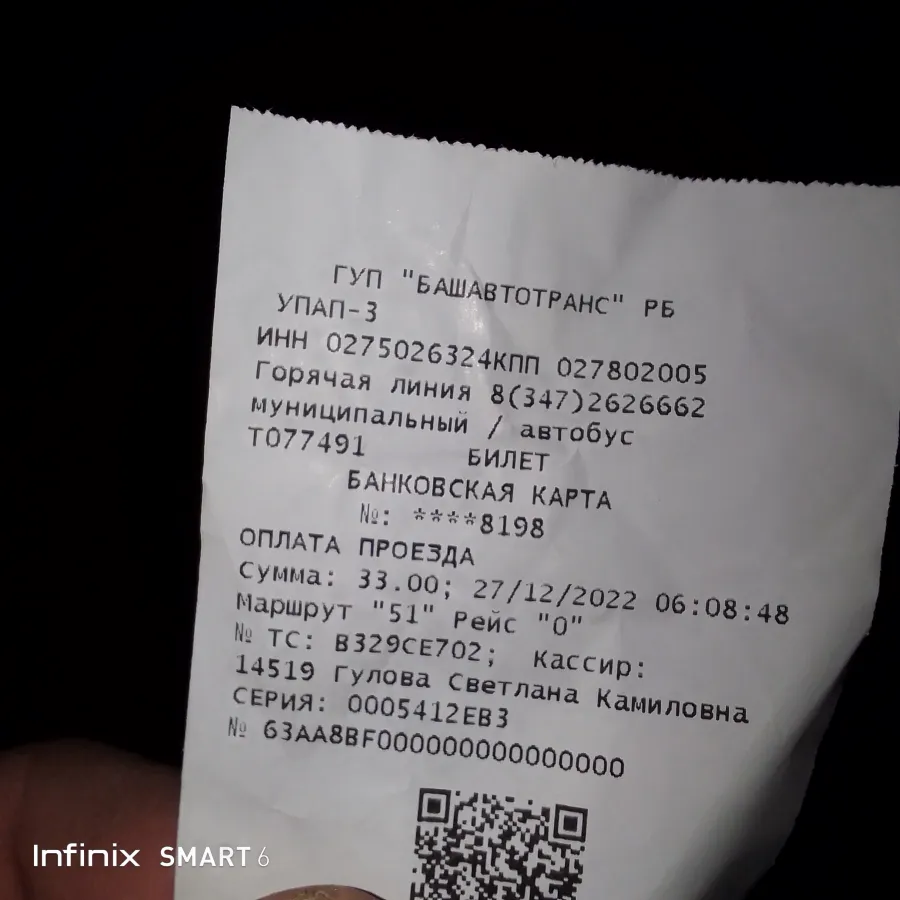 ГУП "БАШАВТОТРАНС" РБ
УПАП-3
ИНН 0275026324КПП 027802005
Горячая линия 8(347)2626662
муниципальный / автобус
Т077491 БИЛЕТ
БАНКОВСКАЯ КАРТА
№: ****8198
ОПЛАТА ПРОЕЗДА
Сумма: 33.00; 27/12/2022 06:08:48
Маршрут "51" Рейс "0"
№ ТС: В329СЕ702; Кассир:
14519 Гулова Светлана Камиловна
СЕРИЯ: 0005412EB3
№ 63AA8BF0000000000000000
Infinix SMART 6